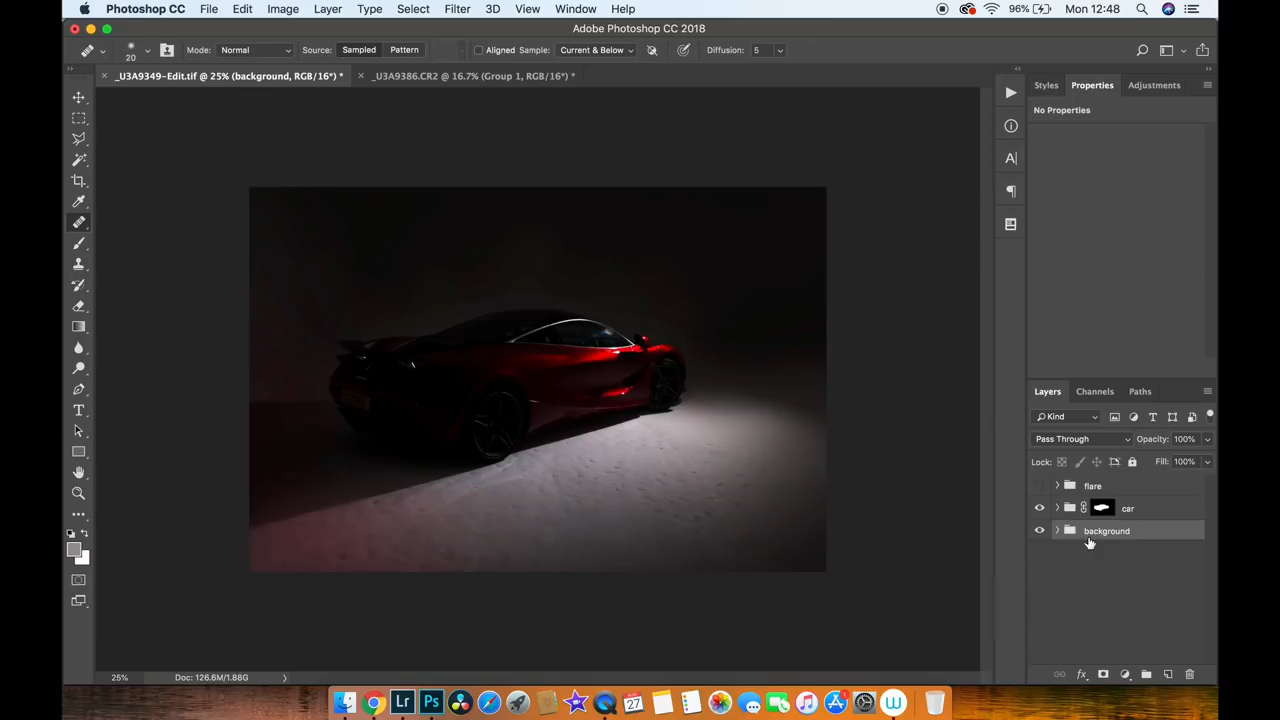 Photoshop CC File Edit Image Layer Type Select Filter 3D View Window Help 96% Mon 12:48
Adobe Photoshop CC 2018
20 Mode: Normal Source: Sampled Pattern Aligned Sample: Current & Below Diffusion: 5
_U3A9349-Edit.tif @ 25% (background, RGB/16*) * _U3A9386.CR2 @ 16.7% (Group 1, RGB/16*) *
Styles Properties Adjustments
No Properties
Layers Channels Paths
Kind
Pass Through Opacity: 100%
Lock: Fill: 100%
flare
car
background
25% Doc: 126.6M/1.88G
Lr Ps 27